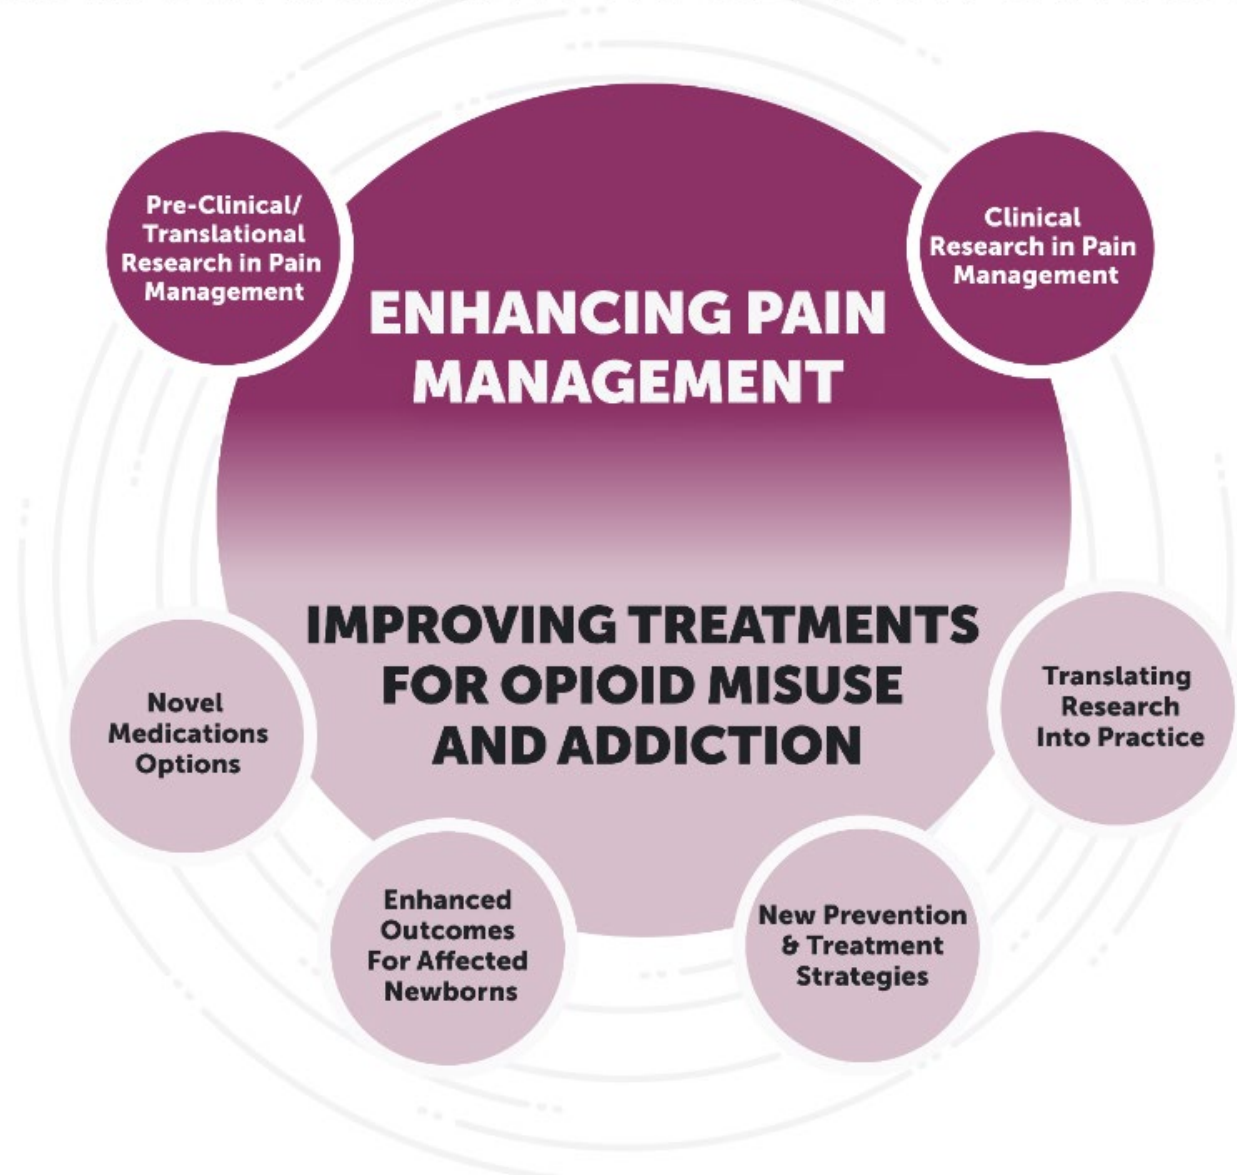 Pre-Clinical/
Translational
Research in Pain
Management
Clinical
Research in Pain
Management
ENHANCING PAIN
MANAGEMENT
IMPROVING TREATMENTS
FOR OPIOID MISUSE
AND ADDICTION
Novel
Medications
Options
Translating
Research
Into Practice
Enhanced
Outcomes
For Affected
Newborns
New Prevention
& Treatment
Strategies